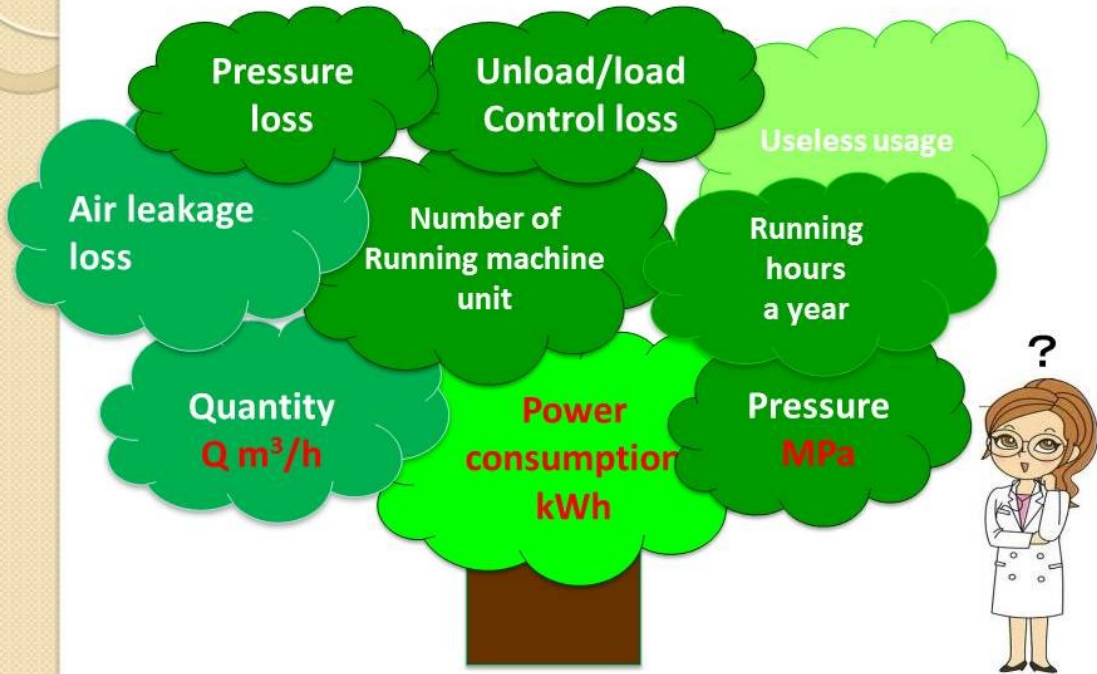 Pressure
loss
Unload/load
Control loss
Useless usage
Air leakage
loss
Number of
Running machine
unit
Running
hours
a year
Quantity
Q m³/h
Power
consumption
kWh
Pressure
MPa
?